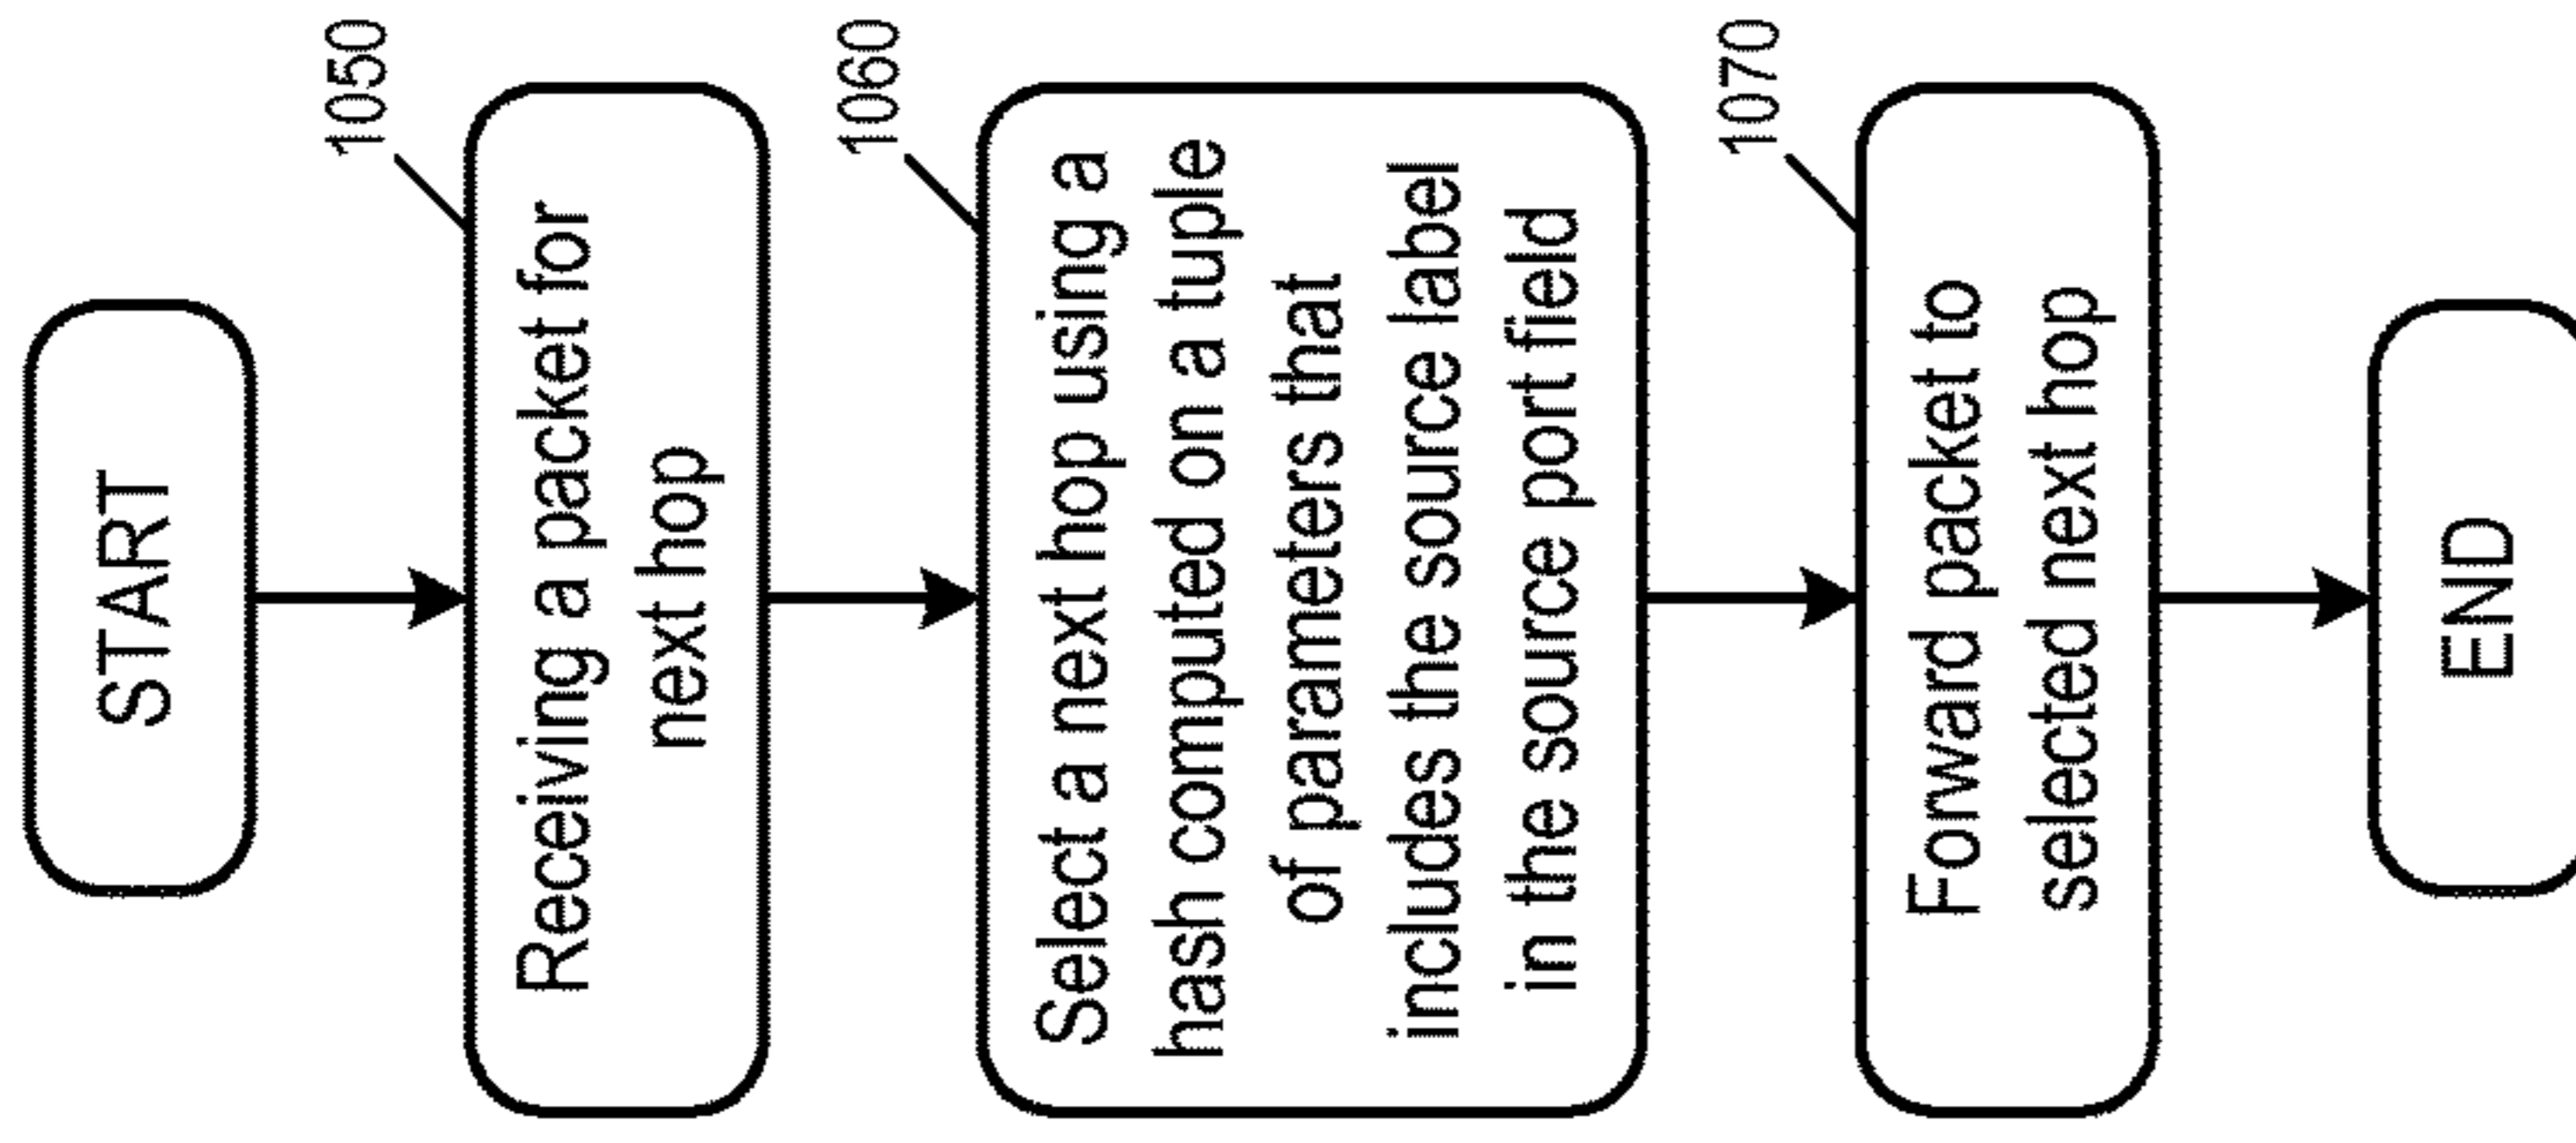 START
1050
Receiving a packet for
next hop
1060
Select a next hop using a
hash computed on a tuple
of parameters that
includes the source label
in the source port field
1070
Forward packet to
selected next hop
END